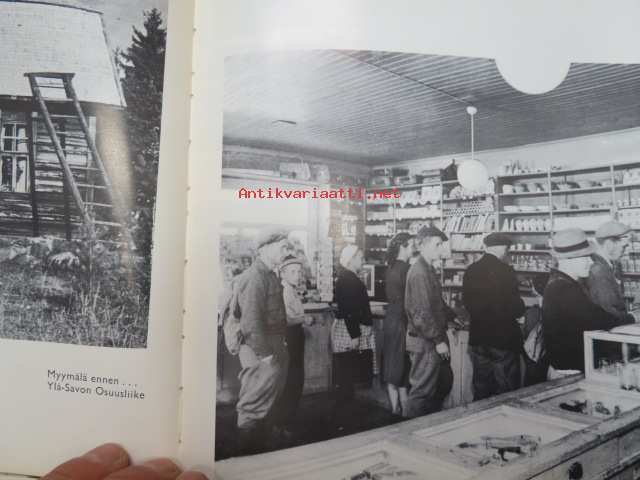 Antikvariaatti.net
Myymälä ennen . . .
Ylä-Savon Osuusliike